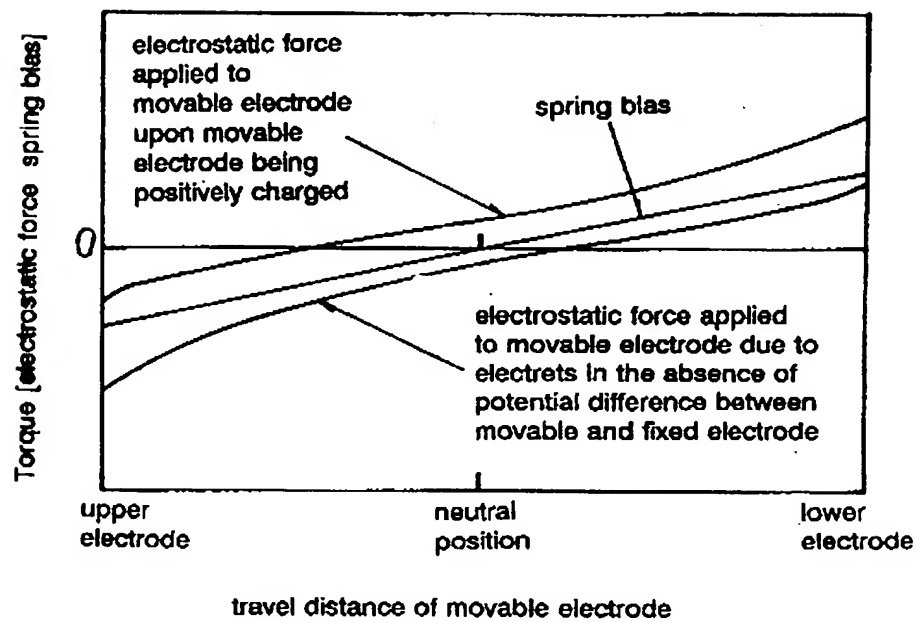 Torque [electrostatic force spring bias]
electrostatic force
applied to
movable electrode
upon movable
electrode being
positively charged
spring bias
0
electrostatic force applied
to movable electrode due to
electrets in the absence of
potential difference between
movable and fixed electrode
upper
electrode
neutral
position
lower
electrode
travel distance of movable electrode